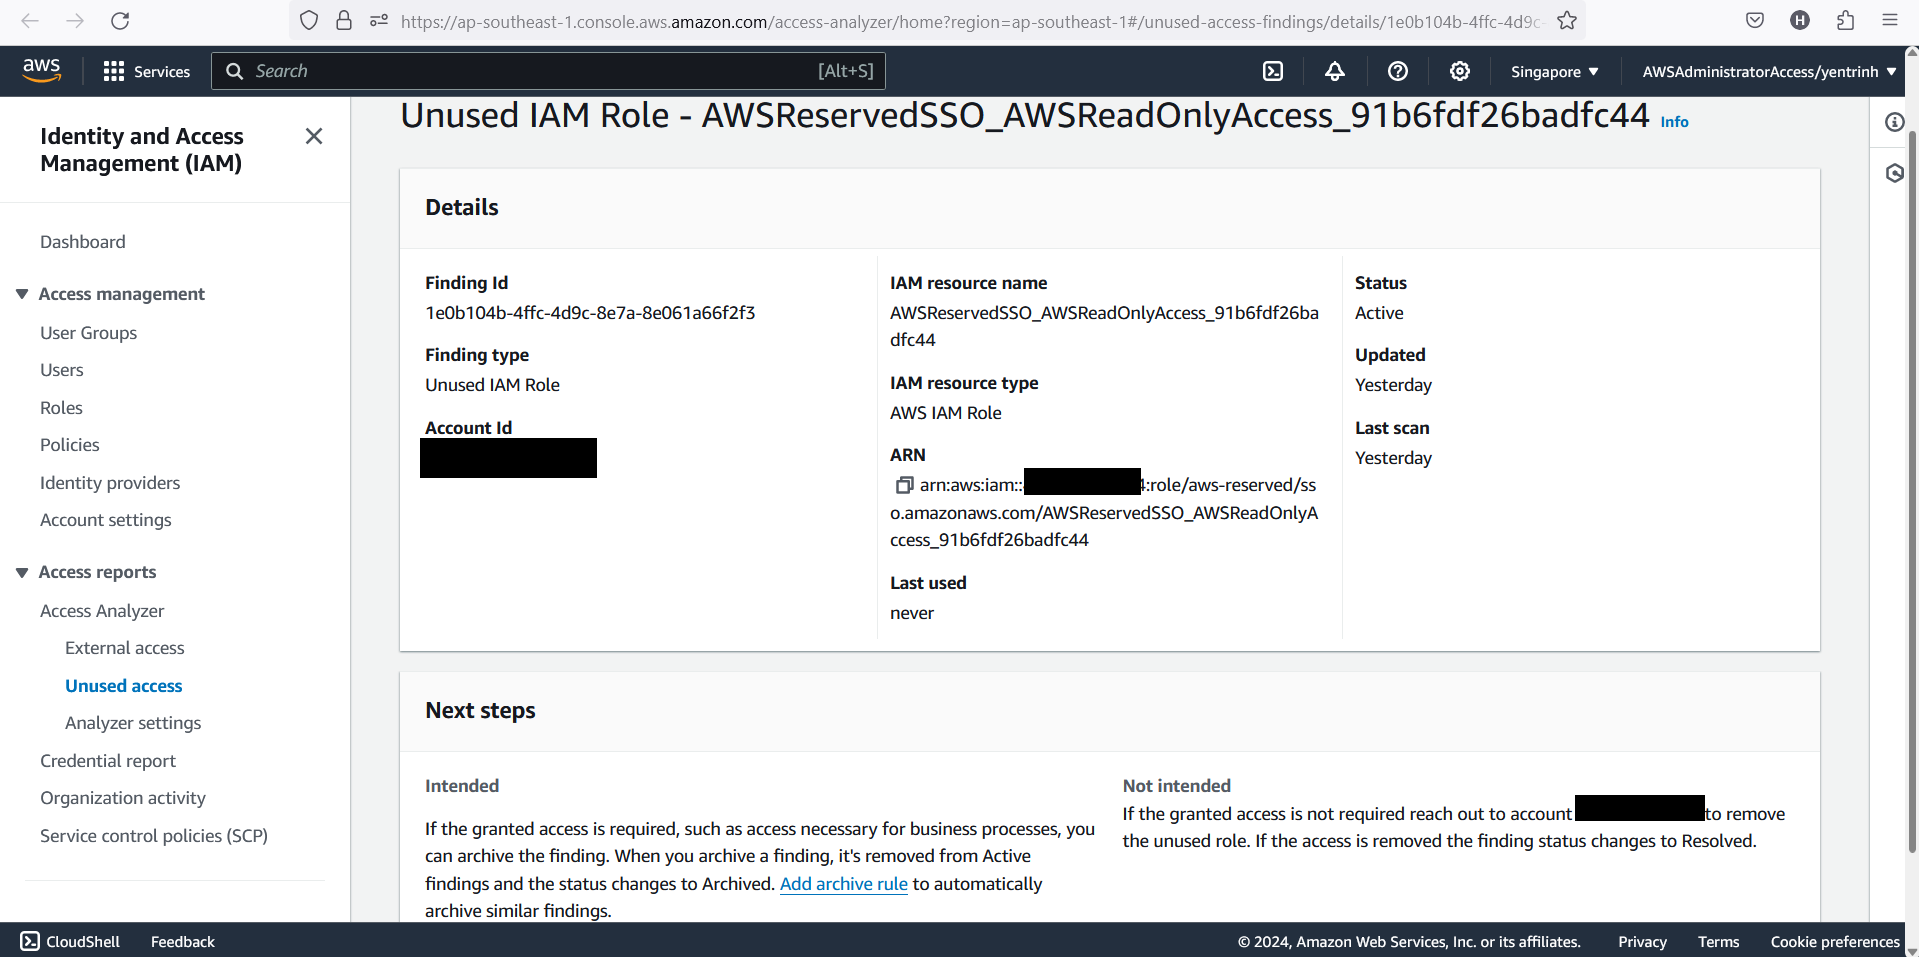 https://ap-southeast-1.console.aws.amazon.com/access-analyzer/home?region=ap-southeast-1#/unused-access-findings/details/1e0b104b-4ffc-4d9c-
H
aws
Services
Search
[Alt+S]
Singapore
AWSAdministratorAccess/yentrinh
Identity and Access
Management (IAM)
Dashboard
Access management
User Groups
Users
Roles
Policies
Identity providers
Account settings
Access reports
Access Analyzer
External access
Unused access
Analyzer settings
Credential report
Organization activity
Service control policies (SCP)
Unused IAM Role - AWSReservedSSO_AWSReadOnlyAccess_91b6fdf26badfc44 Info
Details
Finding Id
1e0b104b-4ffc-4d9c-8e7a-8e061a66f2f3
Finding type
Unused IAM Role
Account Id
IAM resource name
AWSReservedSSO_AWSReadOnlyAccess_91b6fdf26ba
dfc44
IAM resource type
AWS IAM Role
ARN
arn:aws:iam:: :role/aws-reserved/ss
o.amazonaws.com/AWSReservedSSO_AWSReadOnlyA
ccess_91b6fdf26badfc44
Last used
never
Status
Active
Updated
Yesterday
Last scan
Yesterday
Next steps
Intended
If the granted access is required, such as access necessary for business processes, you
can archive the finding. When you archive a finding, it's removed from Active
findings and the status changes to Archived. Add archive rule to automatically
archive similar findings.
Not intended
If the granted access is not required reach out to account to remove
the unused role. If the access is removed the finding status changes to Resolved.
CloudShell
Feedback
© 2024, Amazon Web Services, Inc. or its affiliates.
Privacy
Terms
Cookie preferences